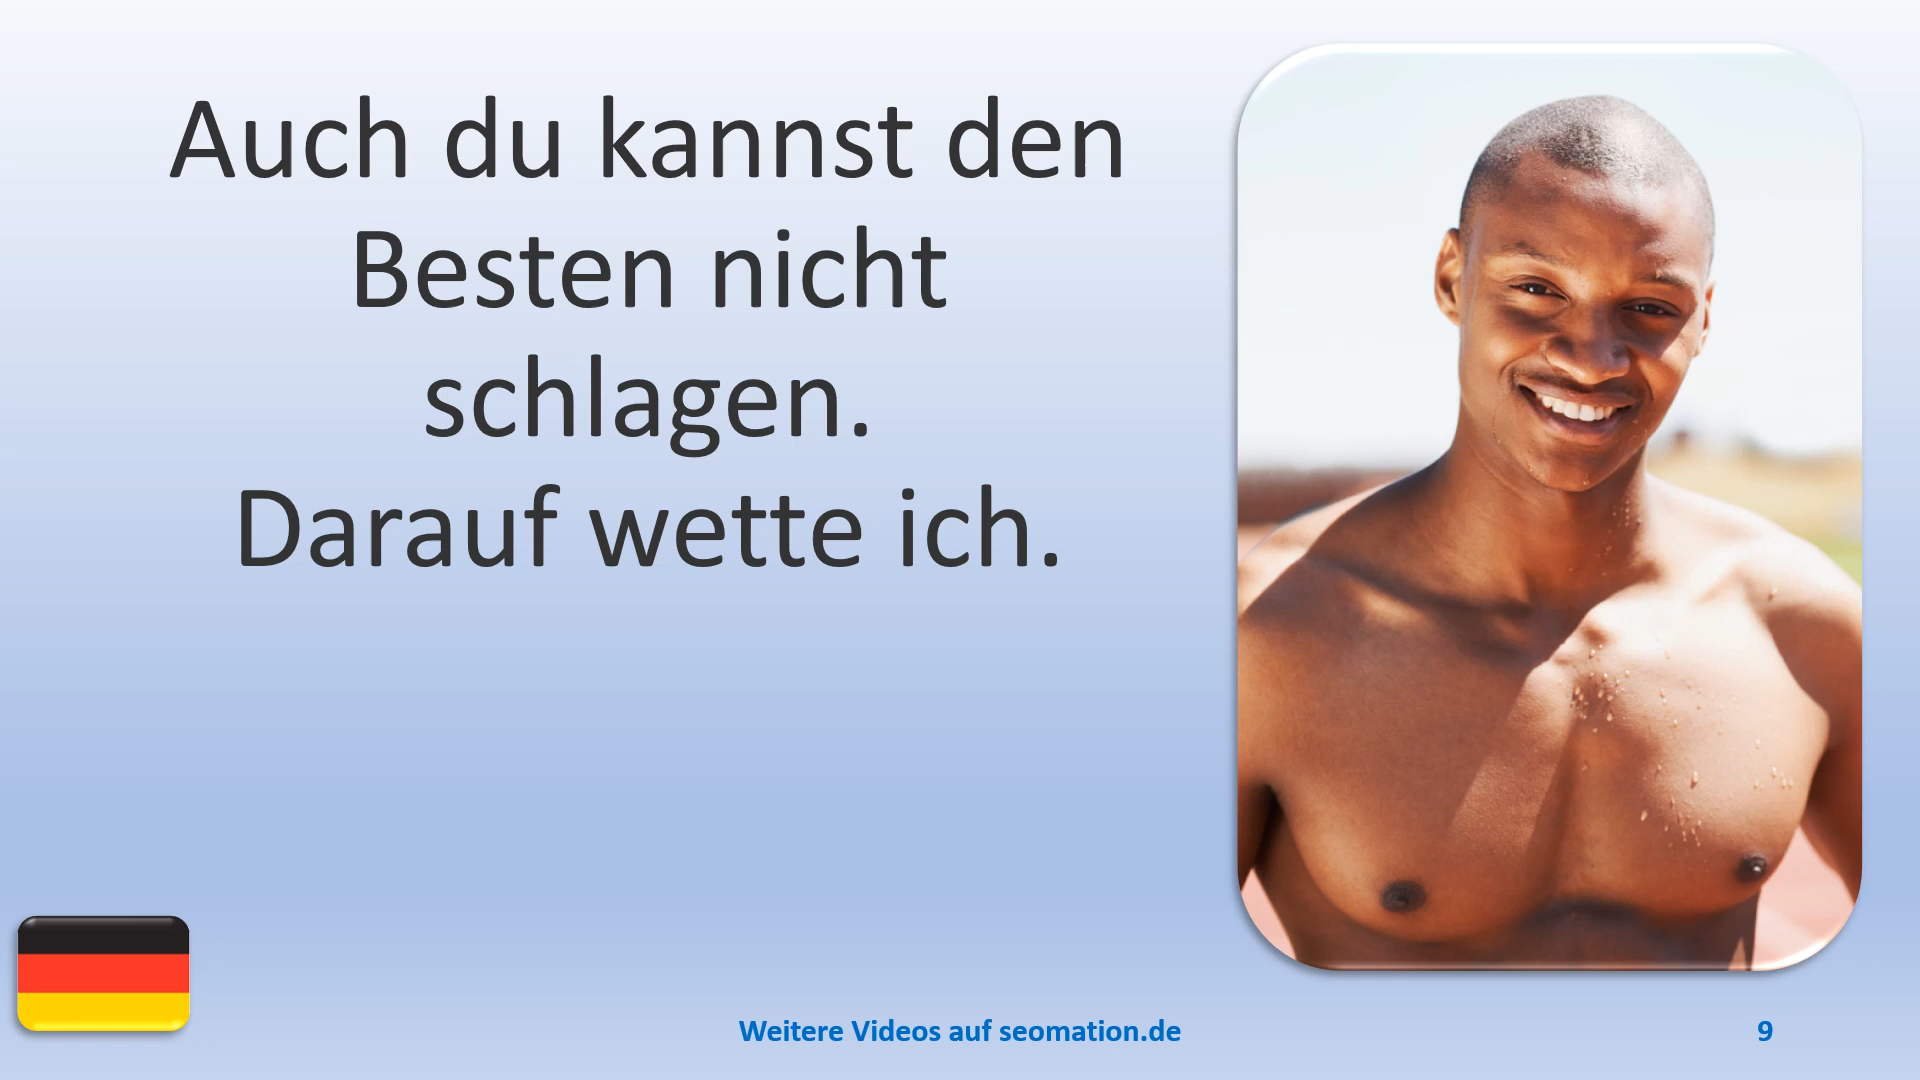 Auch du kannst den
Besten nicht
schlagen.
Darauf wette ich.
Weitere Videos auf seomation.de
9